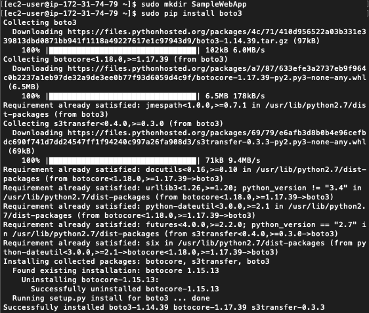 [[ec2-user@ip-172-31-74-79 ~]$ sudo mkdir SampleWebApp
[[ec2-user@ip-172-31-74-79 ~]$ sudo pip install boto3
Cllecting boto3
Downloading https://files.pythonhosted.org/packages/4c/71/410d956522a03b331e3
39813dbd0871bb941f1118a49227617e1c97943d9/boto3-1.14.39.tar.gz (97kB)
100% | | 102kB 6.0MB/s
[Cllecting botocore<1.18.0,>=1.17.39 (from boto3)
Downloading https://files.pythonhosted.org/packages/a7/87/633efe3a2737eb9f964
c0b2237a1eb97de32a9de3ee0b77f93d6059d4c9f/botocore-1.17.39-py2.py3-none-any.whl
(6.5MB)
100% | | 6.5MB 178kB/s
Requirement already satisfied: jmespath<1.0.0,>=0.7.1 in /usr/lib/python2.7/di
st-packages (from boto3)
Cllecting s3transfer<0.4.0,>=0.3.0 (from boto3)
Downloading https://files.pythonhosted.org/packages/69/79/e6afb3d8b0b4e96cefb
dc690f741d7dd24547ff1f94240c997a26fa908d3/s3transfer-0.3.3-py2.py3-none-any.whl
(69kB)
100% | | 71kB 9.4MB/s
Requirement already satisfied: docutils<0.16,>=0.10 in /usr/lib/python2.7/dist-
packages (from botocore<1.18.0,>=1.17.39->boto3)
Requirement already satisfied: urllib3<1.26,>=1.20; python_version != "3.4" in
/usr/lib/python2.7/dist-packages (from botocore<1.18.0,>=1.17.39->boto3)
Requirement already satisfied: python-dateutil<3.0.0,>=2.1 in /usr/lib/python2.
7/dist-packages (from botocore<1.18.0,>=1.17.39->boto3)
Requirement already satisfied: futures<4.0.0,>=2.2.0; python_version == "2.7" i
n /usr/lib/python2.7/dist-packages (from s3transfer<0.4.0,>=0.3.0->boto3)
Requirement already satisfied: six in /usr/lib/python2.7/dist-packages (from py
thon-dateutil<3.0.0,>=2.1->botocore<1.18.0,>=1.17.39->boto3)
Installing collected packages: botocore, s3transfer, boto3
Found existing installation: botocore 1.15.13
Uninstalling botocore-1.15.13:
Successfully uninstalled botocore-1.15.13
Running setup.py install for boto3 ... done
Successfully installed boto3-1.14.39 botocore-1.17.39 s3transfer-0.3.3